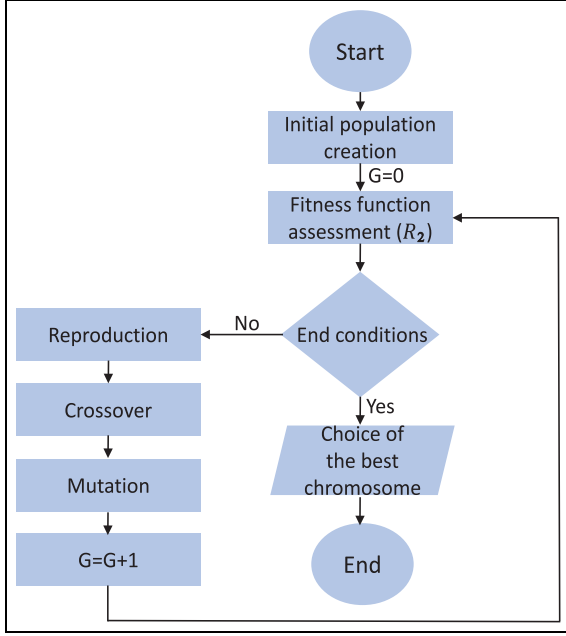 Start
Initial population
creation
G=0
Fitness function
assessment (R₂)
End conditions
No
Reproduction
Crossover
Mutation
G=G+1
Yes
Choice of
the best
chromosome
End